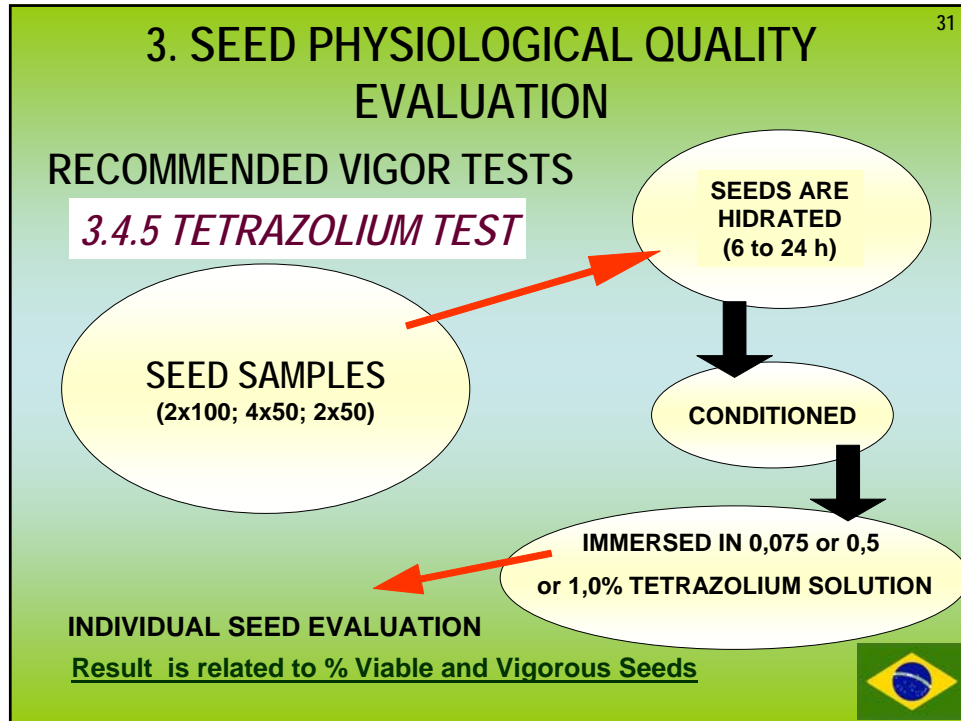 31
3. SEED PHYSIOLOGICAL QUALITY
EVALUATION
RECOMMENDED VIGOR TESTS
3.4.5 TETRAZOLIUM TEST
SEED SAMPLES
(2x100; 4x50; 2x50)
SEEDS ARE
HIDRATED
(6 to 24 h)
CONDITIONED
IMMERSED IN 0,075 or 0,5
or 1,0% TETRAZOLIUM SOLUTION
INDIVIDUAL SEED EVALUATION
Result is related to % Viable and Vigorous Seeds